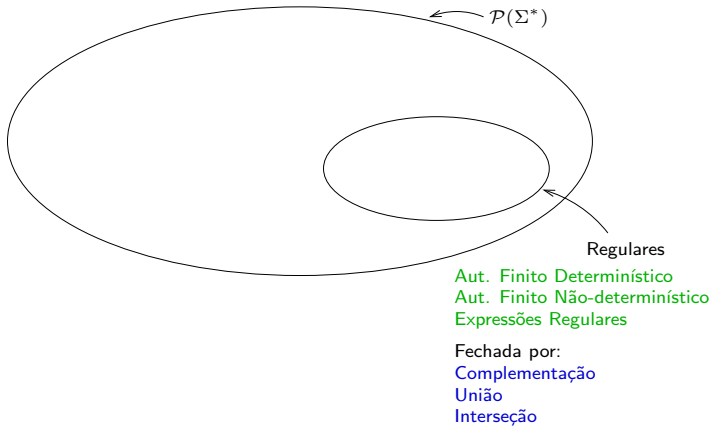 𝒫(Σ*)
Regulares
Aut. Finito Determinístico
Aut. Finito Não-determinístico
Expressões Regulares
Fechada por:
Complementação
União
Interseção